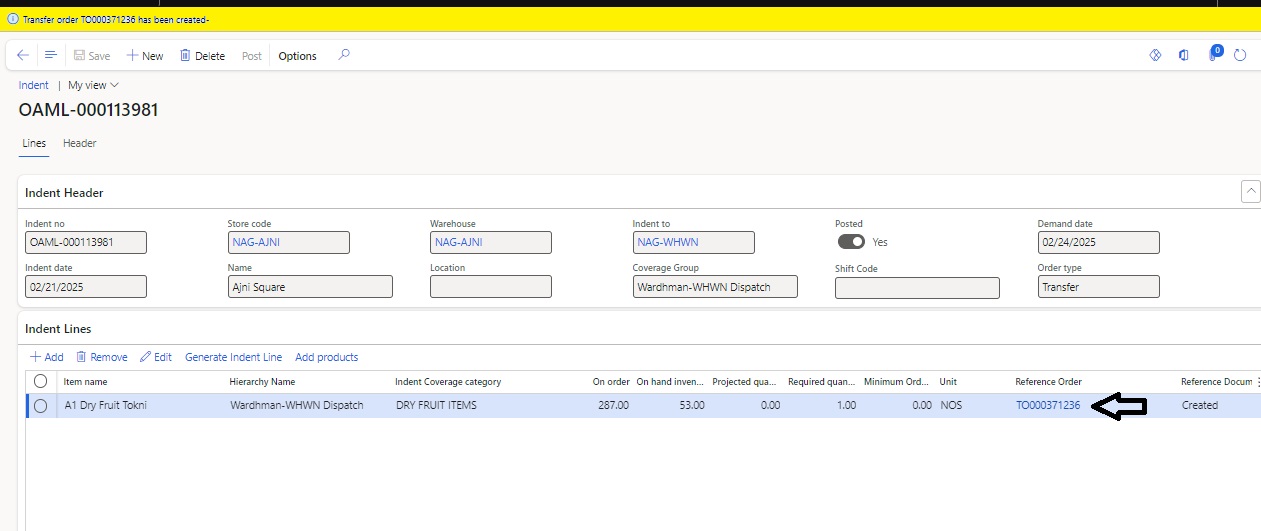 Transfer order TO000371236 has been created-
Save New Delete Post Options 0
Indent | My view
OAML-000113981
Lines Header
Indent Header
Indent no Store code Warehouse Indent to Posted Demand date
OAML-000113981 NAG-AJNI NAG-AJNI NAG-WHWN Yes 02/24/2025
Indent date Name Location Coverage Group Shift Code Order type
02/21/2025 Ajni Square Wardhman-WHWN Dispatch Transfer
Indent Lines
Add Remove Edit Generate Indent Line Add products
Item name Hierarchy Name Indent Coverage category On order On hand inven... Projected qua... Required quan... Minimum Ord... Unit Reference Order Reference Docum
A1 Dry Fruit Tokni Wardhman-WHWN Dispatch DRY FRUIT ITEMS 287.00 53.00 0.00 1.00 0.00 NOS TO000371236 Created